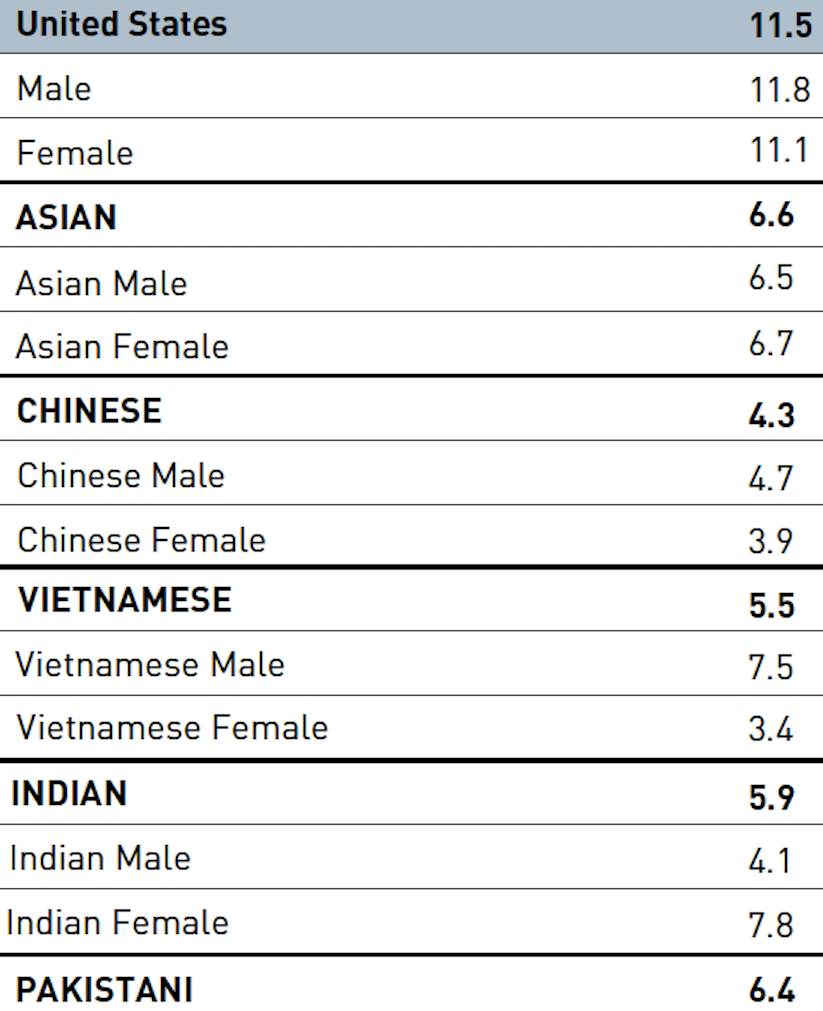 United States 11.5
Male 11.8
Female 11.1
ASIAN 6.6
Asian Male 6.5
Asian Female 6.7
CHINESE 4.3
Chinese Male 4.7
Chinese Female 3.9
VIETNAMESE 5.5
Vietnamese Male 7.5
Vietnamese Female 3.4
INDIAN 5.9
Indian Male 4.1
Indian Female 7.8
PAKISTANI 6.4